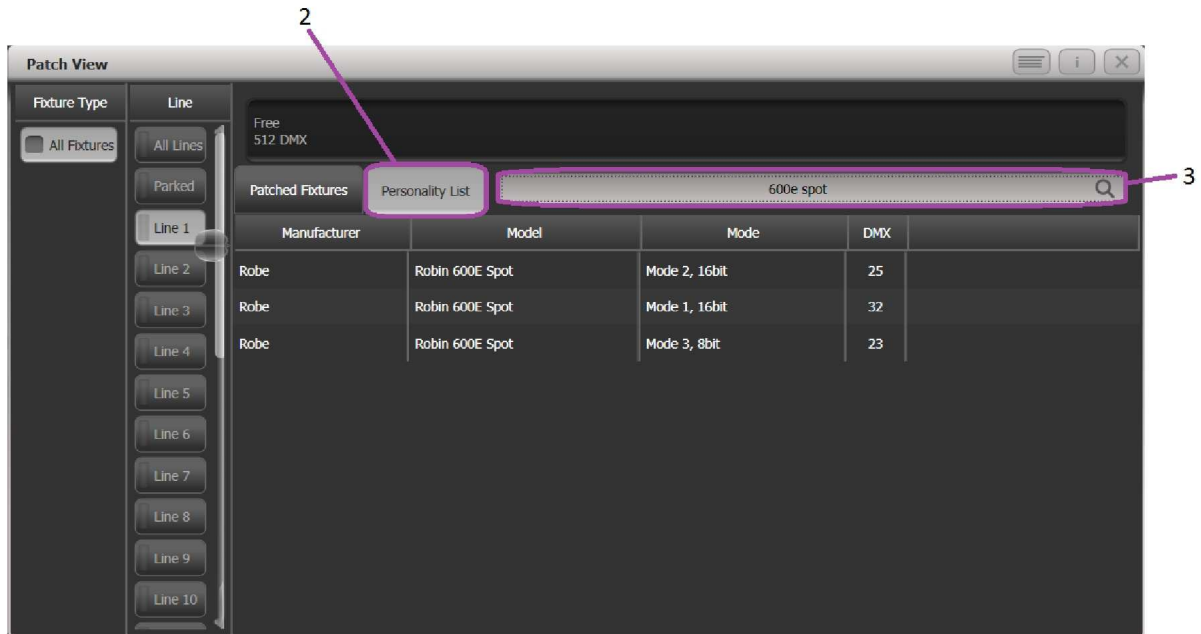 2
Patch View
i
Fixture Type
Line
All Fixtures
All Lines
Parked
Line 1
Line 2
Line 3
Line 4
Line 5
Line 6
Line 7
Line 8
Line 9
Line 10
Free
512 DMX
Patched Fixtures
Personality List
600e spot
3
Manufacturer Model Mode DMX
Robe Robin 600E Spot Mode 2, 16bit 25
Robe Robin 600E Spot Mode 1, 16bit 32
Robe Robin 600E Spot Mode 3, 8bit 23